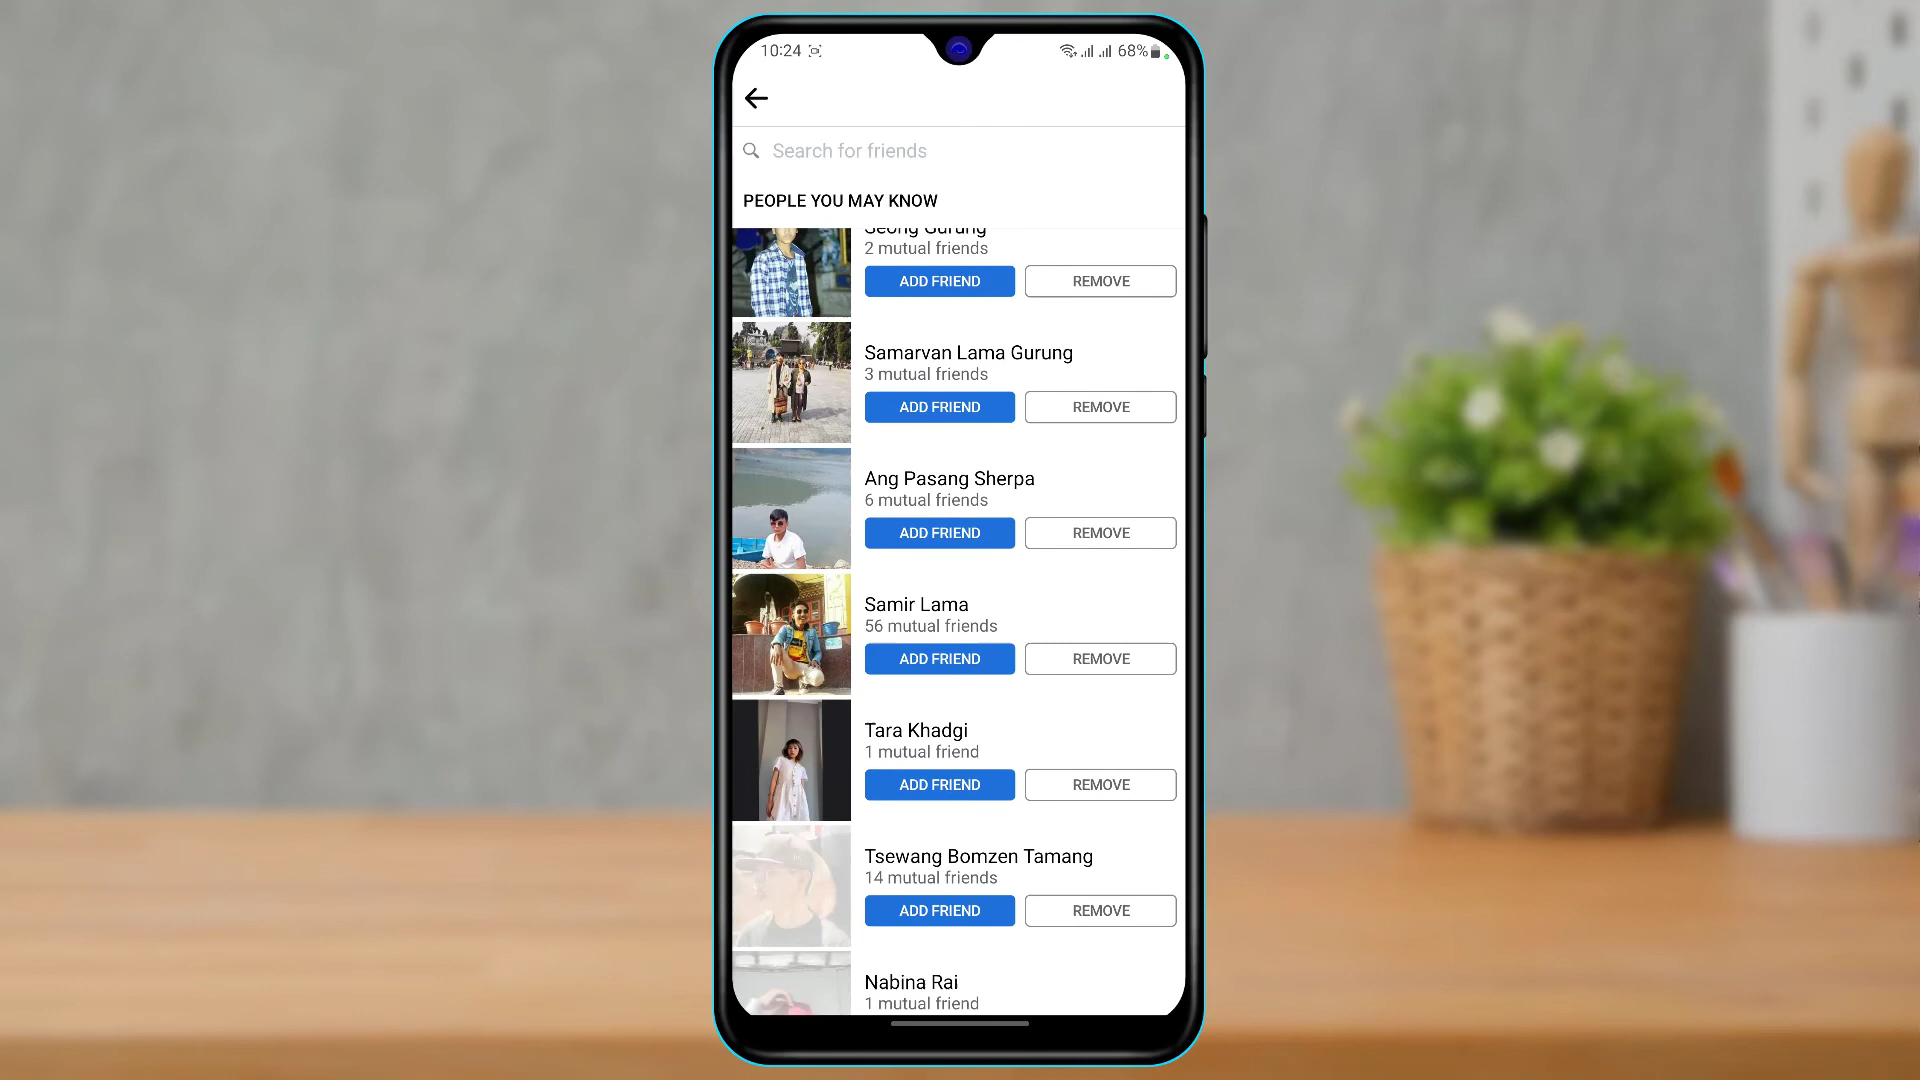 10:24
68%
Search for friends
PEOPLE YOU MAY KNOW
Seong Gurung
2 mutual friends
ADD FRIEND REMOVE
Samarvan Lama Gurung
3 mutual friends
ADD FRIEND REMOVE
Ang Pasang Sherpa
6 mutual friends
ADD FRIEND REMOVE
Samir Lama
56 mutual friends
ADD FRIEND REMOVE
Tara Khadgi
1 mutual friend
ADD FRIEND REMOVE
Tsewang Bomzen Tamang
14 mutual friends
ADD FRIEND REMOVE
Nabina Rai
1 mutual friend